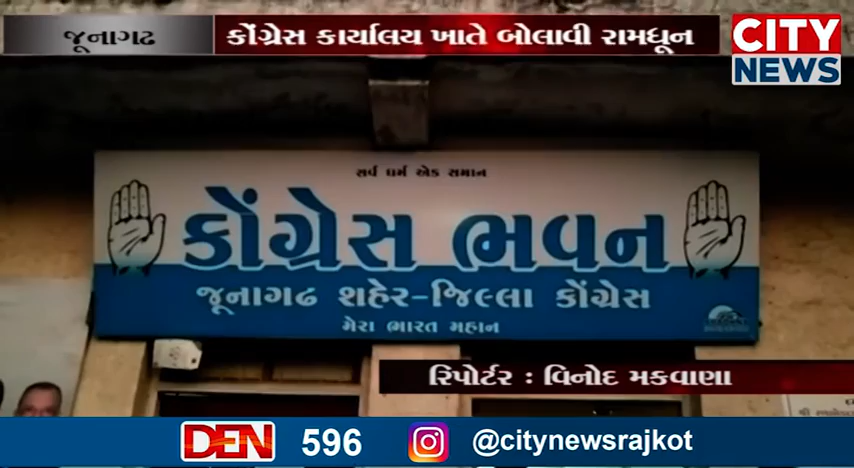 જૂનાગઢ
કોંગ્રેસ કાર્યાલય ખાતે બોલાવી રામધૂન
CITY
NEWS
સર્વ ધર્મ એક સમાન
કોંગ્રેસ ભવન
જૂનાગઢ શહેર-જિલ્લા કોંગ્રેસ
મેરા ભારત મહાન
રિપોર્ટર : વિનોદ મકવાણા
DEN 596 @citynewsrajkot